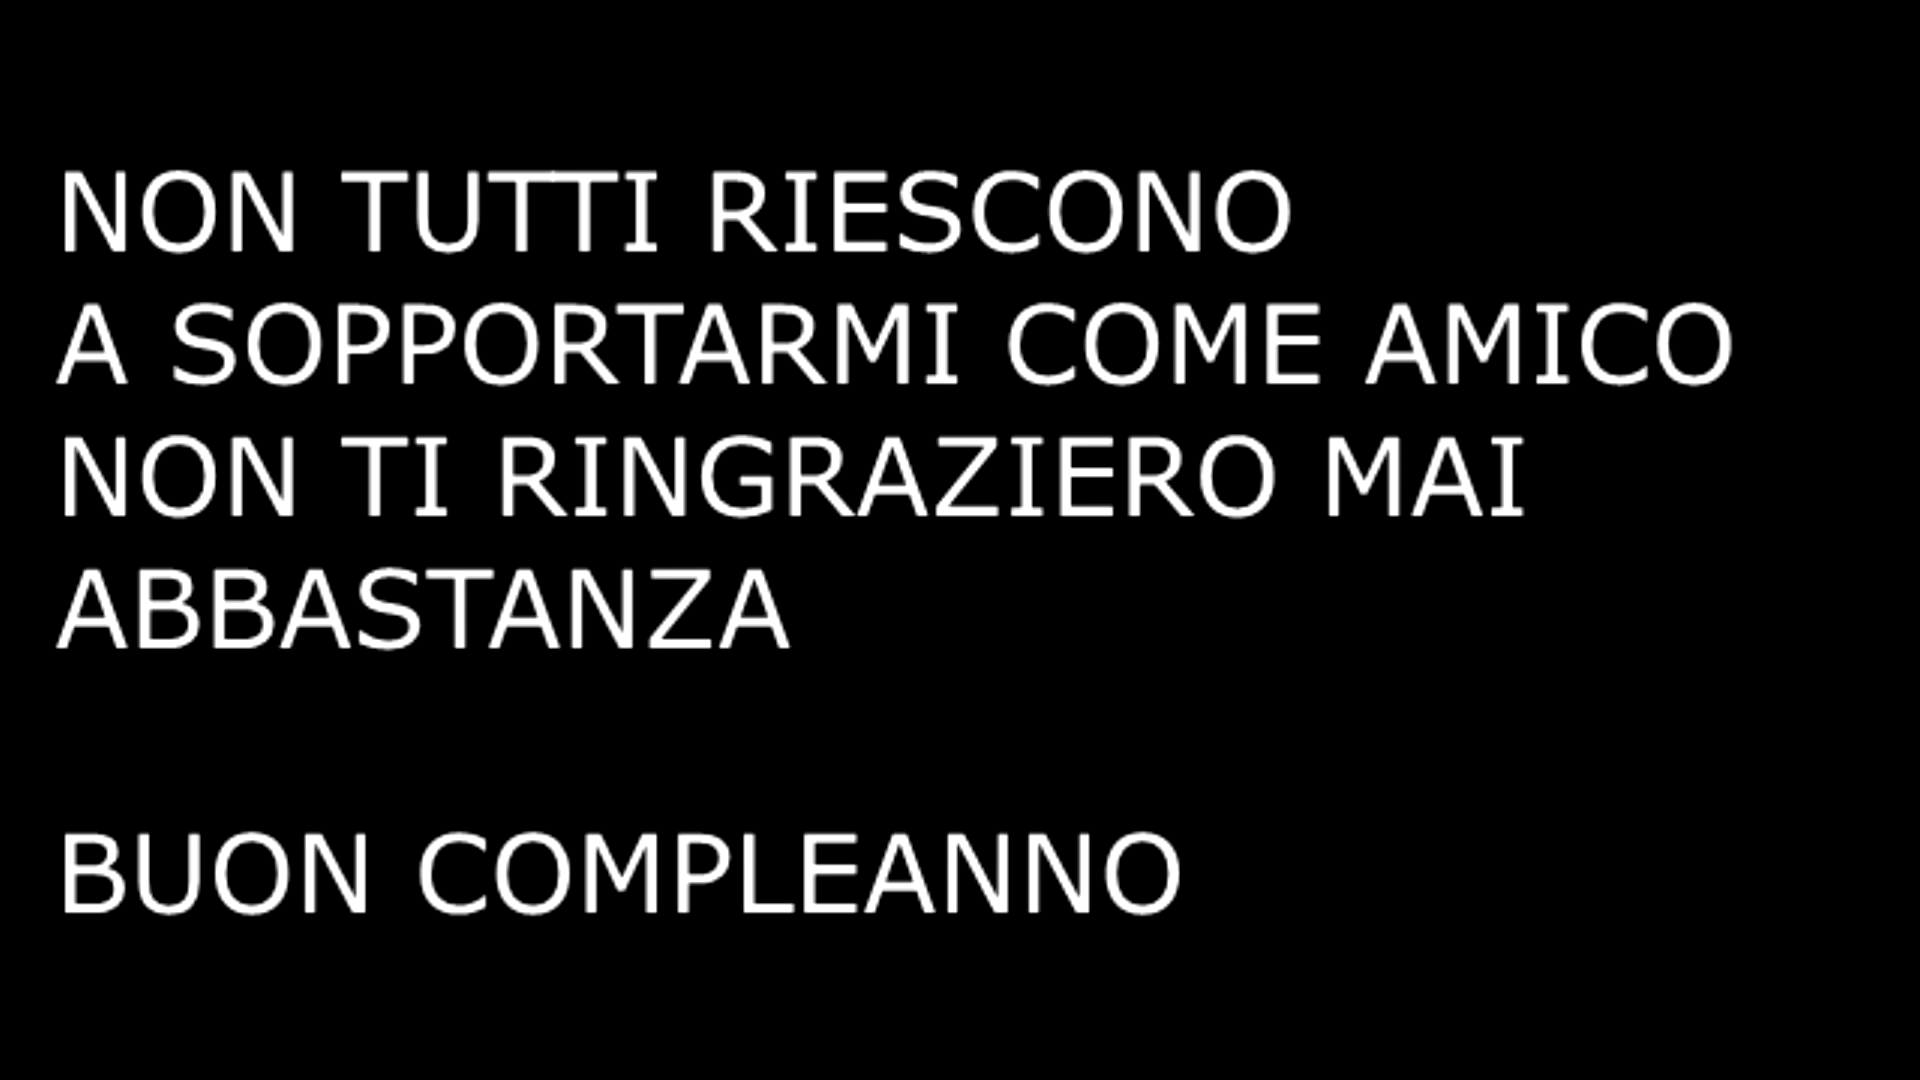 NON TUTTI RIESCONO
A SOPPORTARMI COME AMICO
NON TI RINGRAZIERO MAI
ABBASTANZA
BUON COMPLEANNO